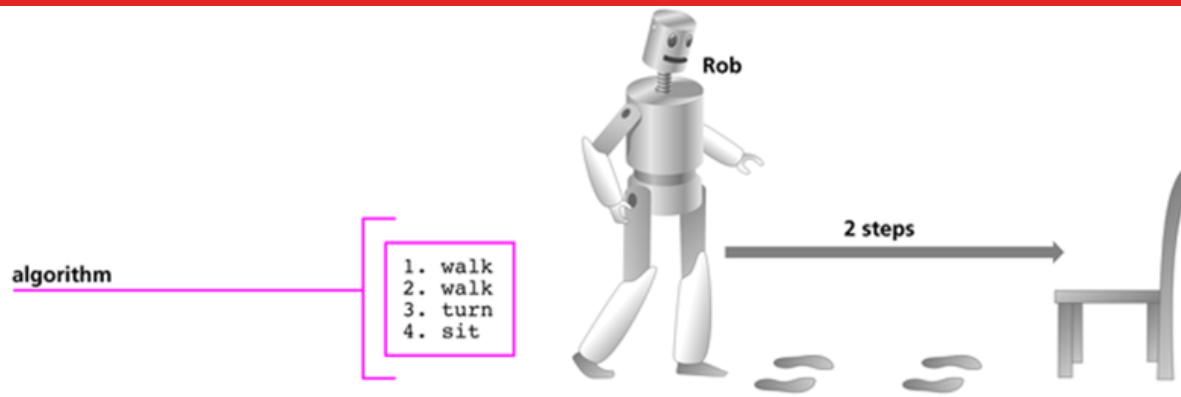 Rob
2 steps
algorithm
1. walk
2. walk
3. turn
4. sit